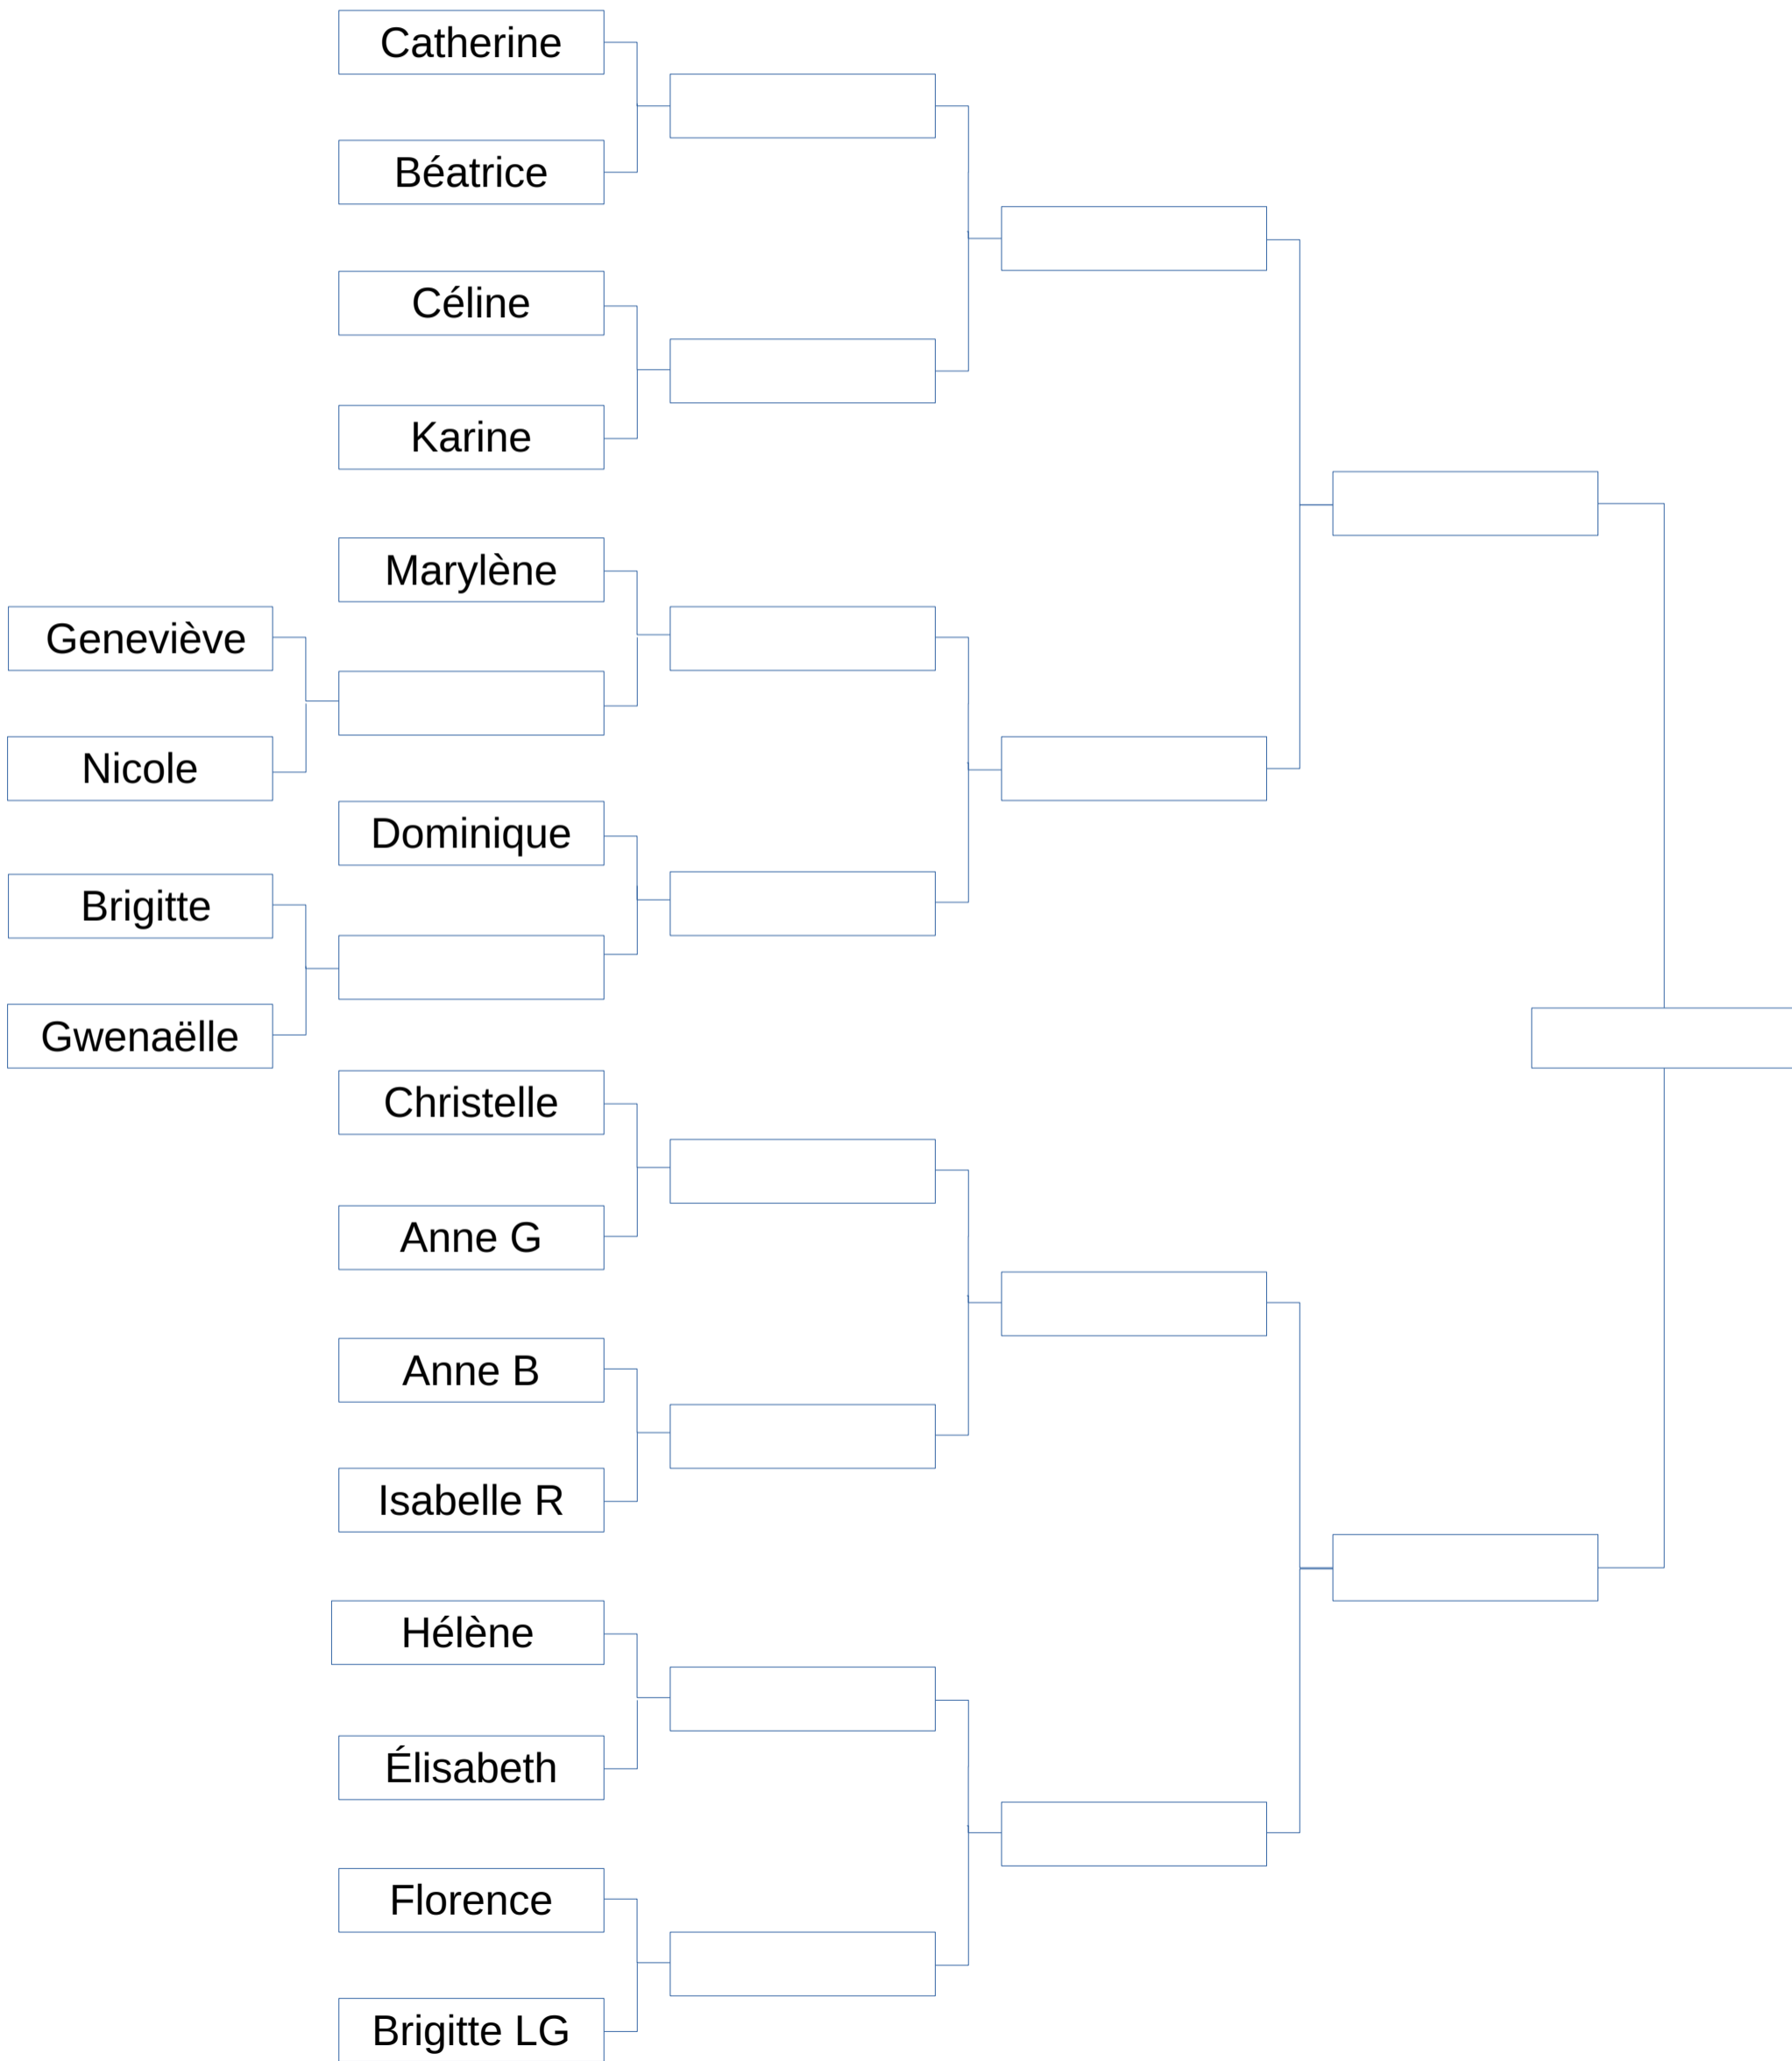 Catherine
Béatrice
Céline
Karine
Marylène
Geneviève
Nicole
Dominique
Brigitte
Gwenaëlle
Christelle
Anne G
Anne B
Isabelle R
Hélène
Élisabeth
Florence
Brigitte LG